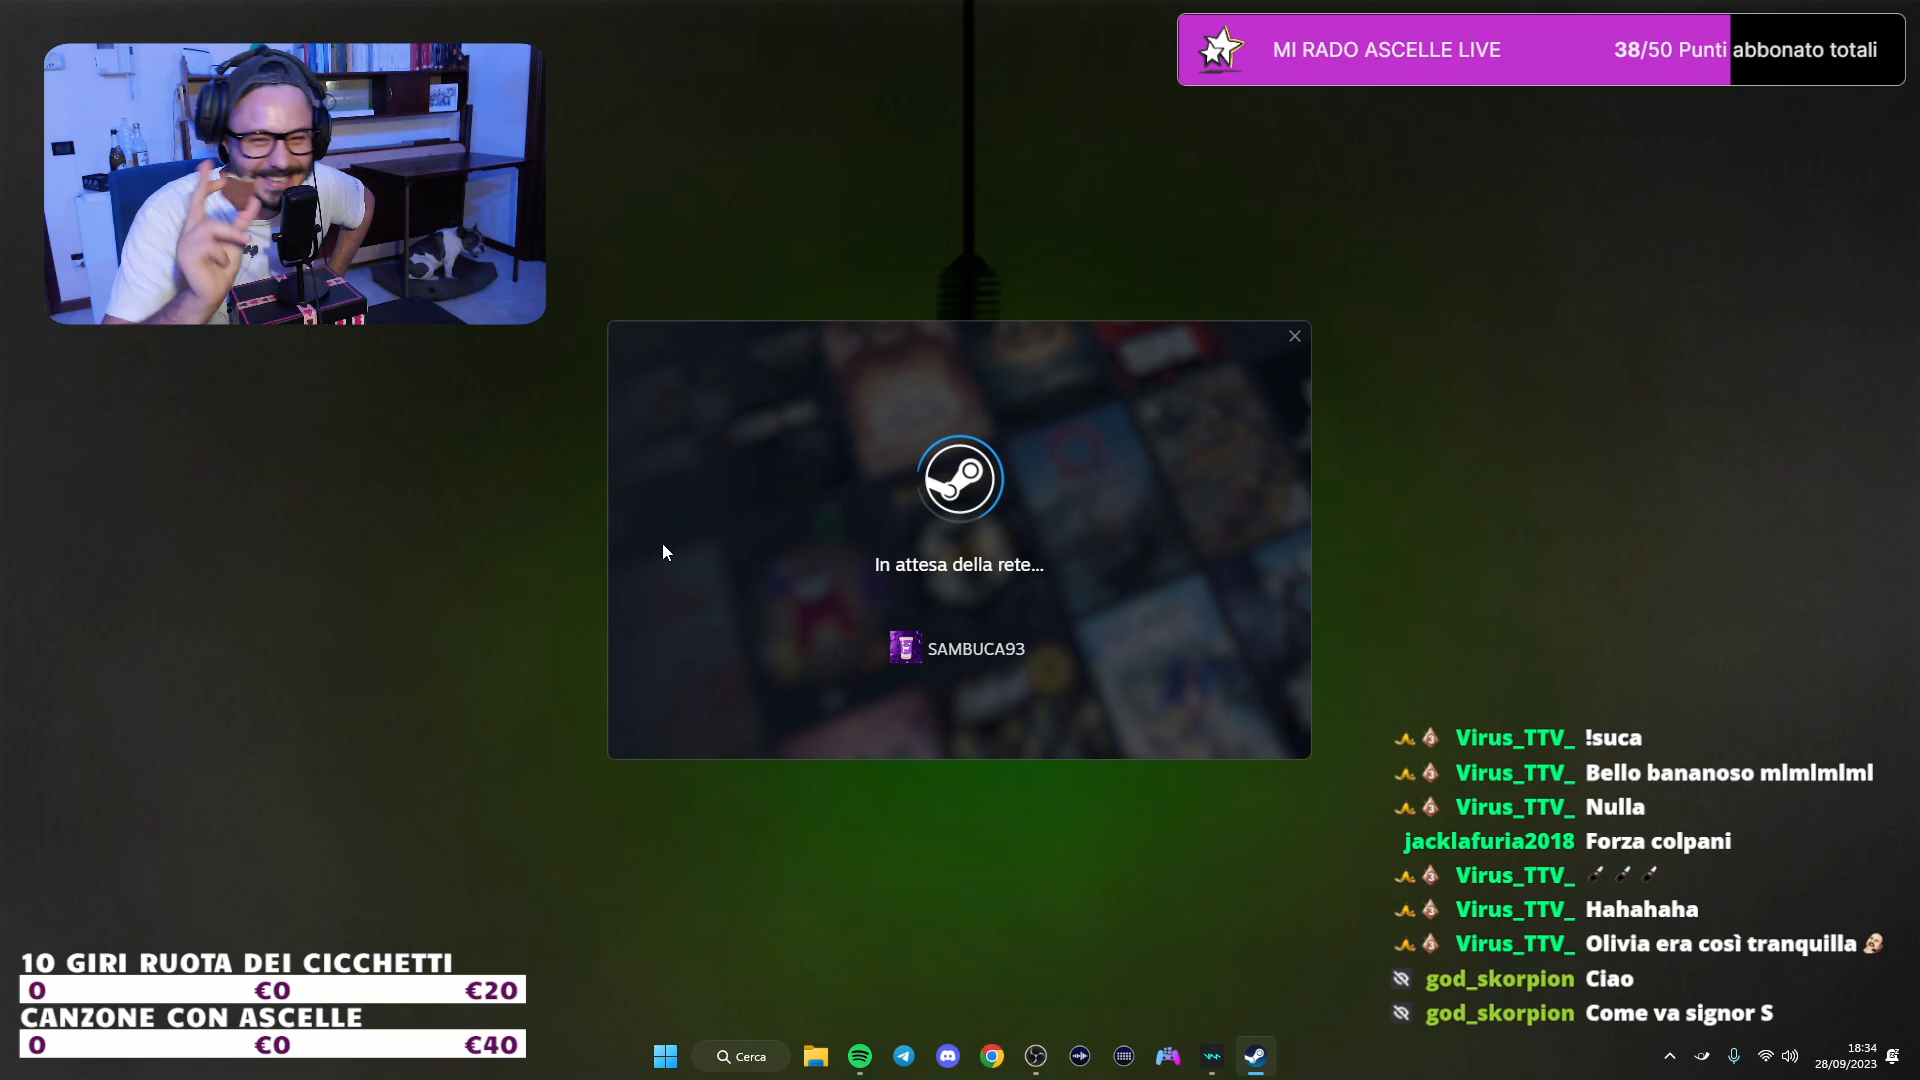 MI RADO ASCELLE LIVE
38/50 Punti abbonato totali
In attesa della rete...
SAMBUCA93
Virus_TTV_ !suca
Virus_TTV_ Bello bananoso mlmlmlml
Virus_TTV_ Nulla
jacklafuria2018 Forza colpani
Virus_TTV_
Virus_TTV_ Hahahaha
Virus_TTV_ Olivia era così tranquilla
god_skorpion Ciao
god_skorpion Come va signor S
10 GIRI RUOTA DEI CICCHETTI
0 €0 €20
CANZONE CON ASCELLE
0 €0 €40
Cerca
18:34
28/09/2023